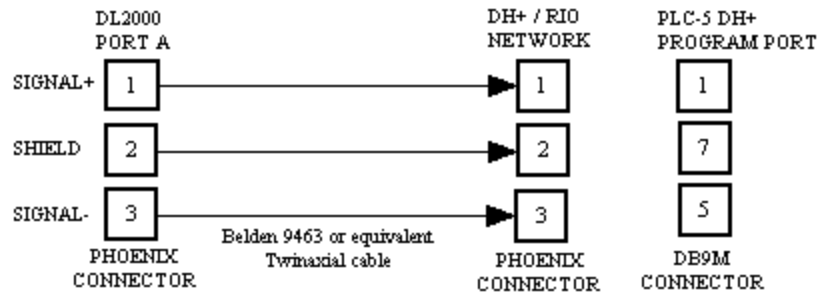 DL2000
PORT A
DH+ / RIO
NETWORK
PLC-5 DH+
PROGRAM PORT
SIGNAL+ 1 1 1
SHIELD 2 2 7
SIGNAL- 3 3 5
Belden 9463 or equivalent
Twinaxial cable
PHOENIX
CONNECTOR
PHOENIX
CONNECTOR
DB9M
CONNECTOR